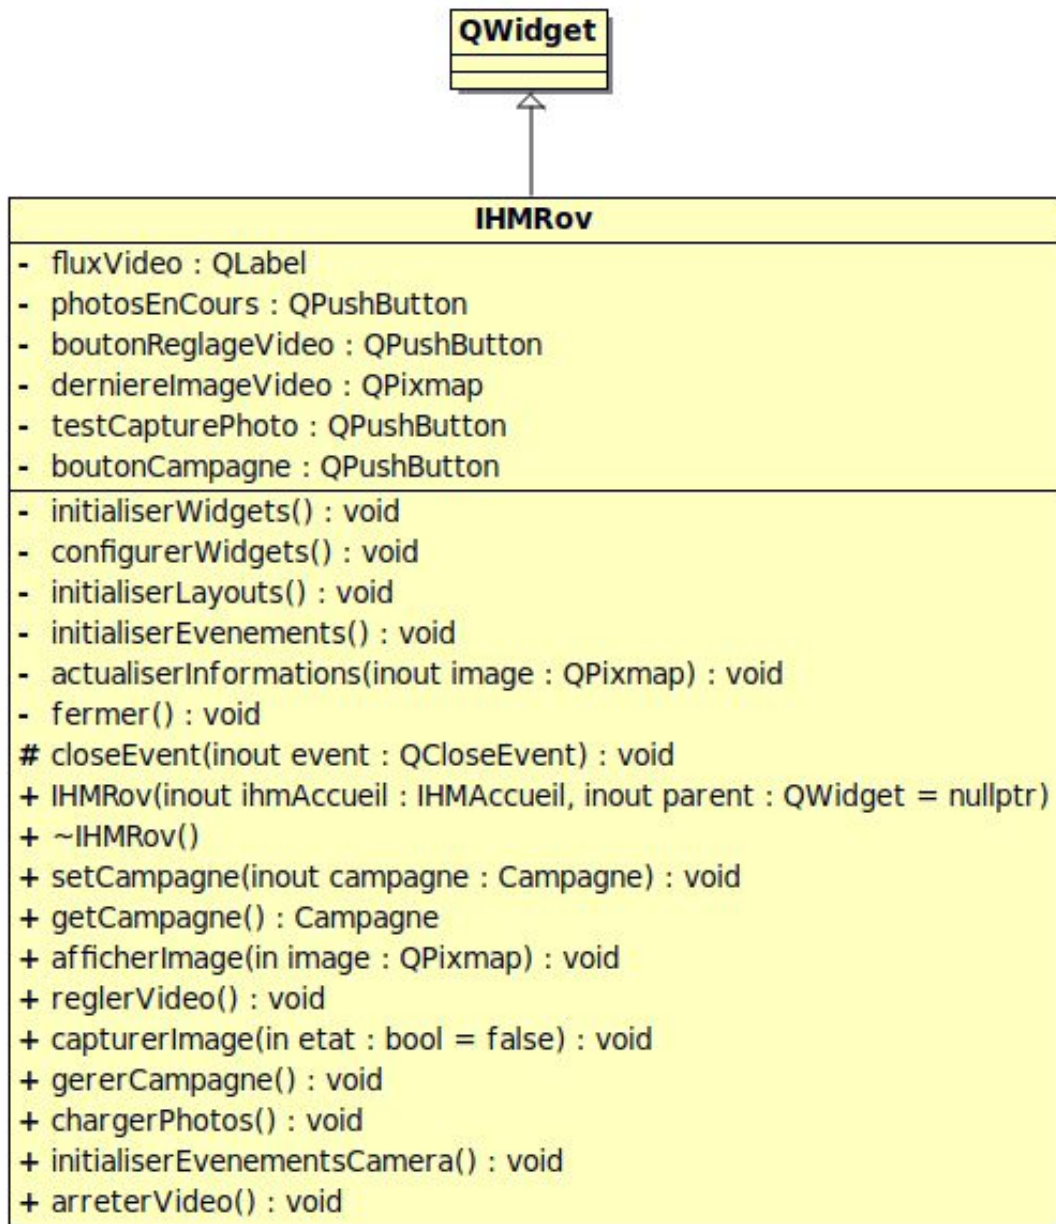 QWidget
IHMRov
- fluxVideo : QLabel
- photosEnCours : QPushButton
- boutonReglageVideo : QPushButton
- derniereImageVideo : QPixmap
- testCapturePhoto : QPushButton
- boutonCampagne : QPushButton
- initialiserWidgets() : void
- configurerWidgets() : void
- initialiserLayouts() : void
- initialiserEvenements() : void
- actualiserInformations(inout image : QPixmap) : void
- fermer() : void
# closeEvent(inout event : QCloseEvent) : void
+ IHMRov(inout ihmAccueil : IHMAccueil, inout parent : QWidget = nullptr)
+ ~IHMRov()
+ setCampagne(inout campagne : Campagne) : void
+ getCampagne() : Campagne
+ afficherImage(in image : QPixmap) : void
+ reglerVideo() : void
+ capturerImage(in etat : bool = false) : void
+ gererCampagne() : void
+ chargerPhotos() : void
+ initialiserEvenementsCamera() : void
+ arreterVideo() : void